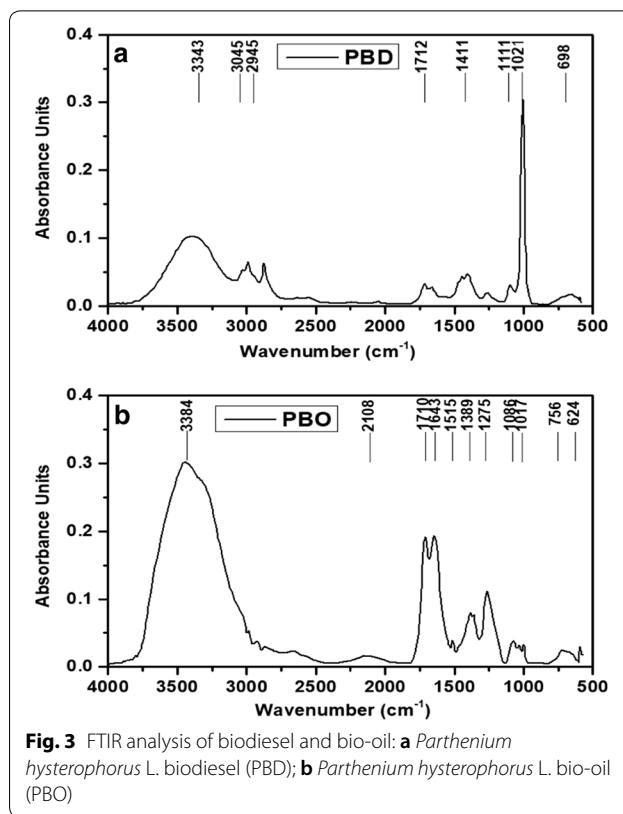 a
3343
3045
2945
PBD
1712
1411
1111
1021
698
0.4
0.3
0.2
0.1
0.0
Absorbance Units
4000 3500 3000 2500 2000 1500 1000 500
Wavenumber (cm⁻¹)
b
3384
PBO
2108
1710
1643
1515
1389
1275
1086
1017
756
624
0.4
0.3
0.2
0.1
0.0
Absorbance Units
4000 3500 3000 2500 2000 1500 1000 500
Wavenumber (cm⁻¹)
Fig. 3 FTIR analysis of biodiesel and bio-oil: a Parthenium
hysterophorus L. biodiesel (PBD); b Parthenium hysterophorus L. bio-oil
(PBO)